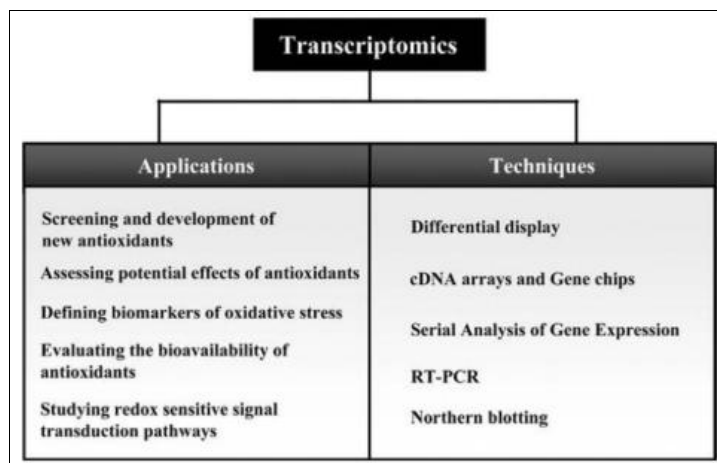 Transcriptomics
Applications
Screening and development of
new antioxidants
Assessing potential effects of antioxidants
Defining biomarkers of oxidative stress
Evaluating the bioavailability of
antioxidants
Studying redox sensitive signal
transduction pathways
Techniques
Differential display
cDNA arrays and Gene chips
Serial Analysis of Gene Expression
RT-PCR
Northern blotting